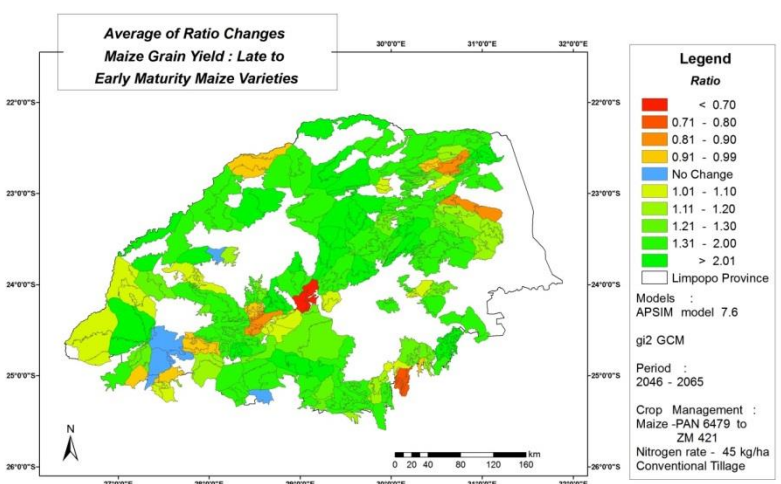 Average of Ratio Changes
Maize Grain Yield : Late to
Early Maturity Maize Varieties
30°0'0"E
31°0'0"E
32°0'0"E
22°0'0"S
22°0'0"S
23°0'0"S
23°0'0"S
24°0'0"S
24°0'0"S
25°0'0"S
25°0'0"S
26°0'0"S
26°0'0"S
N
0 20 40 80 120 160 km
Legend
Ratio
< 0.70
0.71 - 0.80
0.81 - 0.90
0.91 - 0.99
No Change
1.01 - 1.10
1.11 - 1.20
1.21 - 1.30
1.31 - 2.00
> 2.01
Limpopo Province
Models :
APSIM model 7.6
gi2 GCM
Period :
2046 - 2065
Crop Management :
Maize -PAN 6479 to
ZM 421
Nitrogen rate - 45 kg/ha
Conventional Tillage